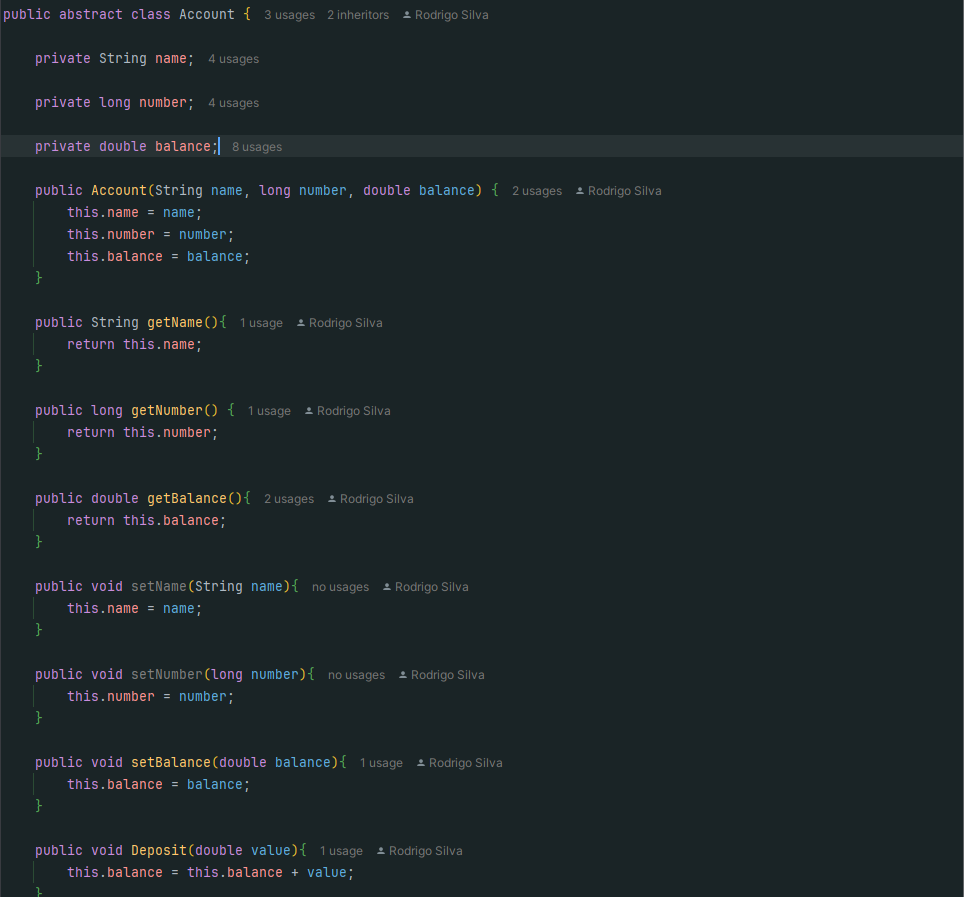 public abstract class Account { 3 usages 2 inheritors Rodrigo Silva
private String name; 4 usages
private long number; 4 usages
private double balance; 8 usages
public Account(String name, long number, double balance) { 2 usages Rodrigo Silva
this.name = name;
this.number = number;
this.balance = balance;
}
public String getName(){ 1 usage Rodrigo Silva
return this.name;
}
public long getNumber() { 1 usage Rodrigo Silva
return this.number;
}
public double getBalance(){ 2 usages Rodrigo Silva
return this.balance;
}
public void setName(String name){ no usages Rodrigo Silva
this.name = name;
}
public void setNumber(long number){ no usages Rodrigo Silva
this.number = number;
}
public void setBalance(double balance){ 1 usage Rodrigo Silva
this.balance = balance;
}
public void Deposit(double value){ 1 usage Rodrigo Silva
this.balance = this.balance + value;
}